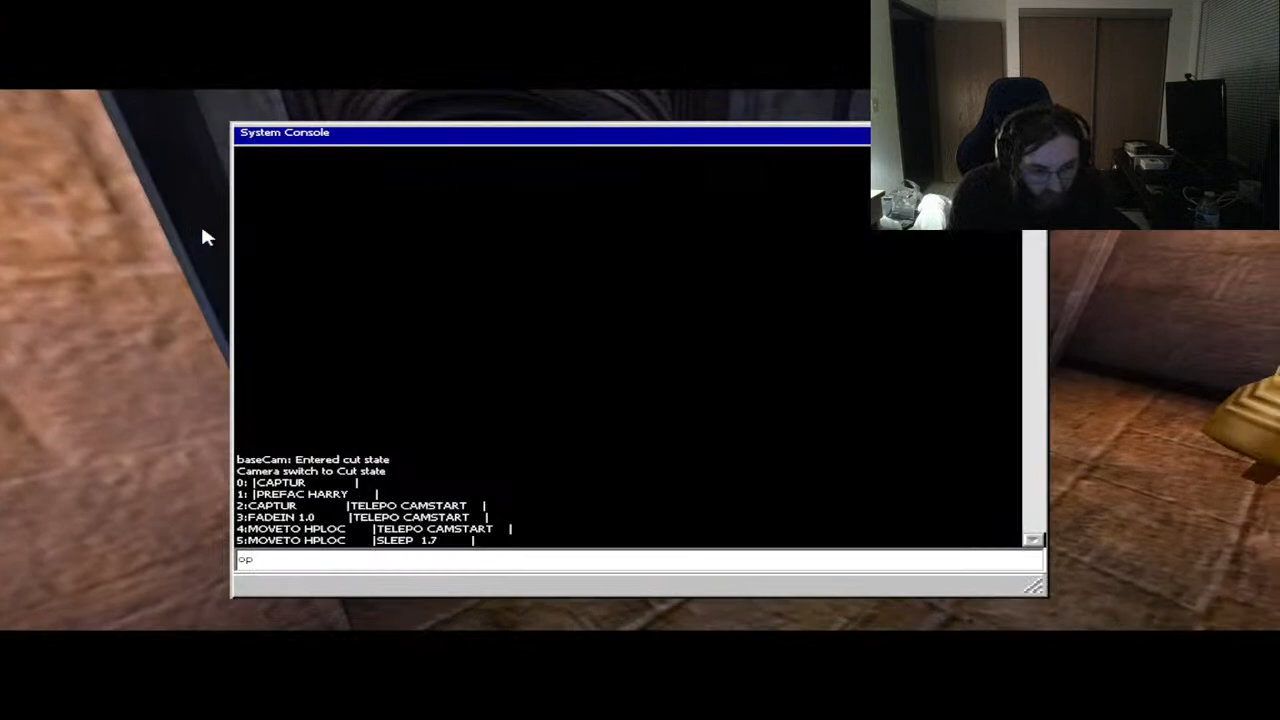 System Console
baseCam: Entered cut state
Camera switch to Cut state
0: |CAPTUR |
1: |PREFAC HARRY |
2:CAPTUR |TELEPO CAMSTART |
3:FADEIN 1.0 |TELEPO CAMSTART |
4:MOVETO HPLOC |TELEPO CAMSTART |
5:MOVETO HPLOC |SLEEP 1.7 |
op